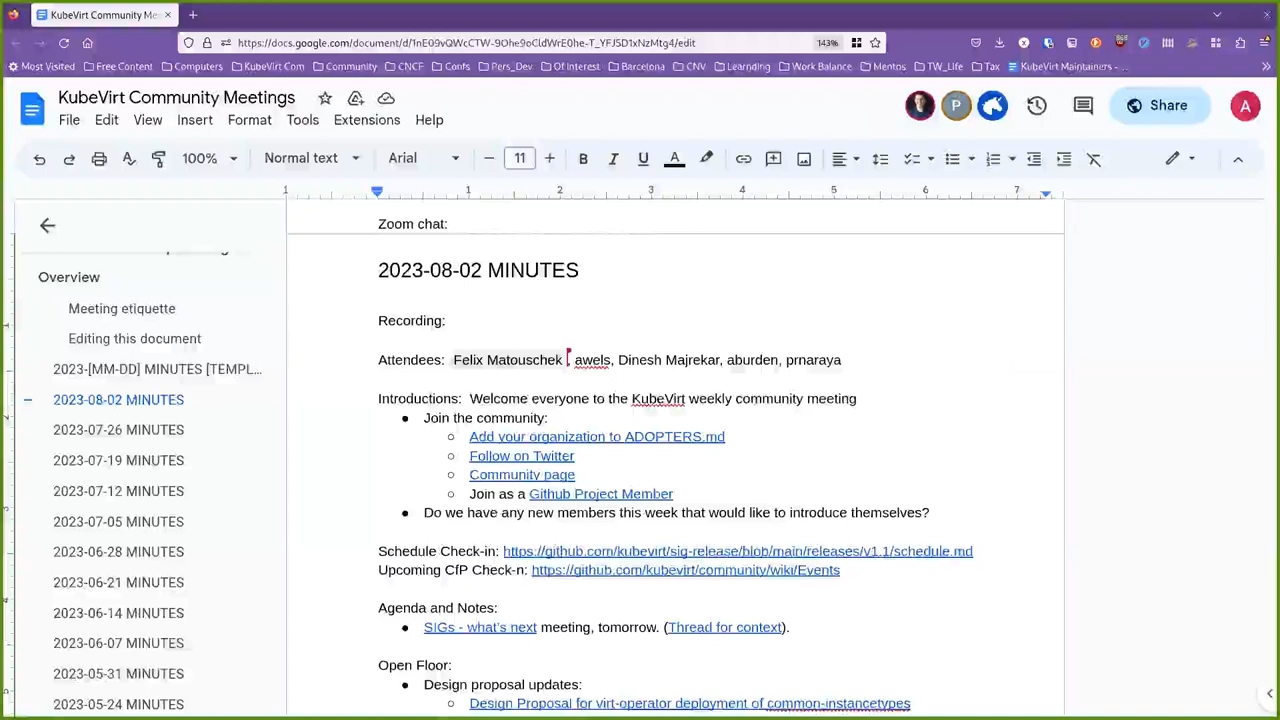 KubeVirt Community Mee
https://docs.google.com/document/d/1nE09vQWcCTW-9Ohe9oCldWrE0he-T_YFJ5D1xNzMtg4/edit
143%
Most Visited Free Content Computers KubeVirt Com Community CNCF Confs Pers_Dev Of Interest Barcelona CNV Learnding Work Balance Mentos TW_Life Tax KubeVirt Maintainers - ...
KubeVirt Community Meetings
P
Share
A
File Edit View Insert Format Tools Extensions Help
100% Normal text Arial 11 B I U A
1 1 2 3 4 5 6 7
Overview
Meeting etiquette
Editing this document
2023-[MM-DD] MINUTES [TEMPL...
2023-08-02 MINUTES
2023-07-26 MINUTES
2023-07-19 MINUTES
2023-07-12 MINUTES
2023-07-05 MINUTES
2023-06-28 MINUTES
2023-06-21 MINUTES
2023-06-14 MINUTES
2023-06-07 MINUTES
2023-05-31 MINUTES
2023-05-24 MINUTES
Zoom chat:
2023-08-02 MINUTES
Recording:
Attendees: Felix Matouschek , awels, Dinesh Majrekar, aburden, prnaraya
Introductions: Welcome everyone to the KubeVirt weekly community meeting
● Join the community:
○ Add your organization to ADOPTERS.md
○ Follow on Twitter
○ Community page
○ Join as a Github Project Member
● Do we have any new members this week that would like to introduce themselves?
Schedule Check-in: https://github.com/kubevirt/sig-release/blob/main/releases/v1.1/schedule.md
Upcoming CfP Check-n: https://github.com/kubevirt/community/wiki/Events
Agenda and Notes:
● SIGs - what's next meeting, tomorrow. (Thread for context).
Open Floor:
● Design proposal updates:
○ Design Proposal for virt-operator deployment of common-instancetypes